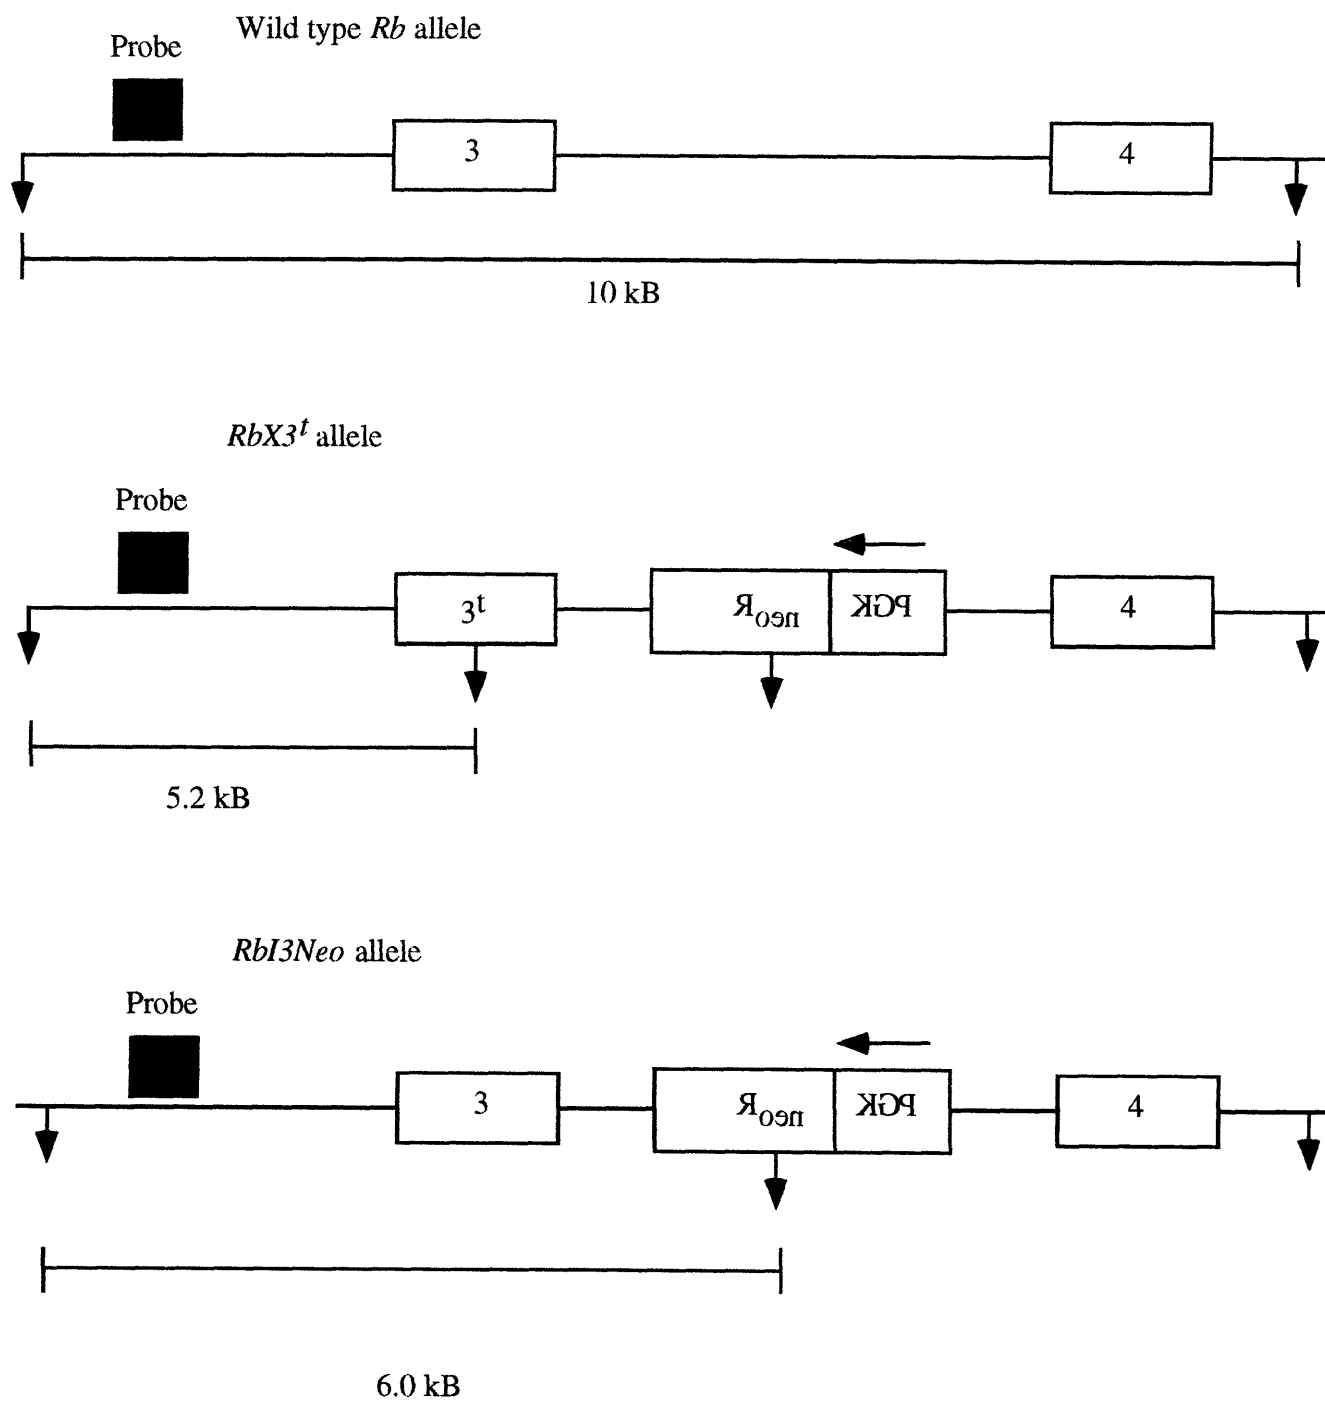 Wild type Rb allele
Probe
3
4
10 kB
RbX3t allele
Probe
3t
neoR
PGK
4
5.2 kB
RbI3Neo allele
Probe
3
neoR
PGK
4
6.0 kB